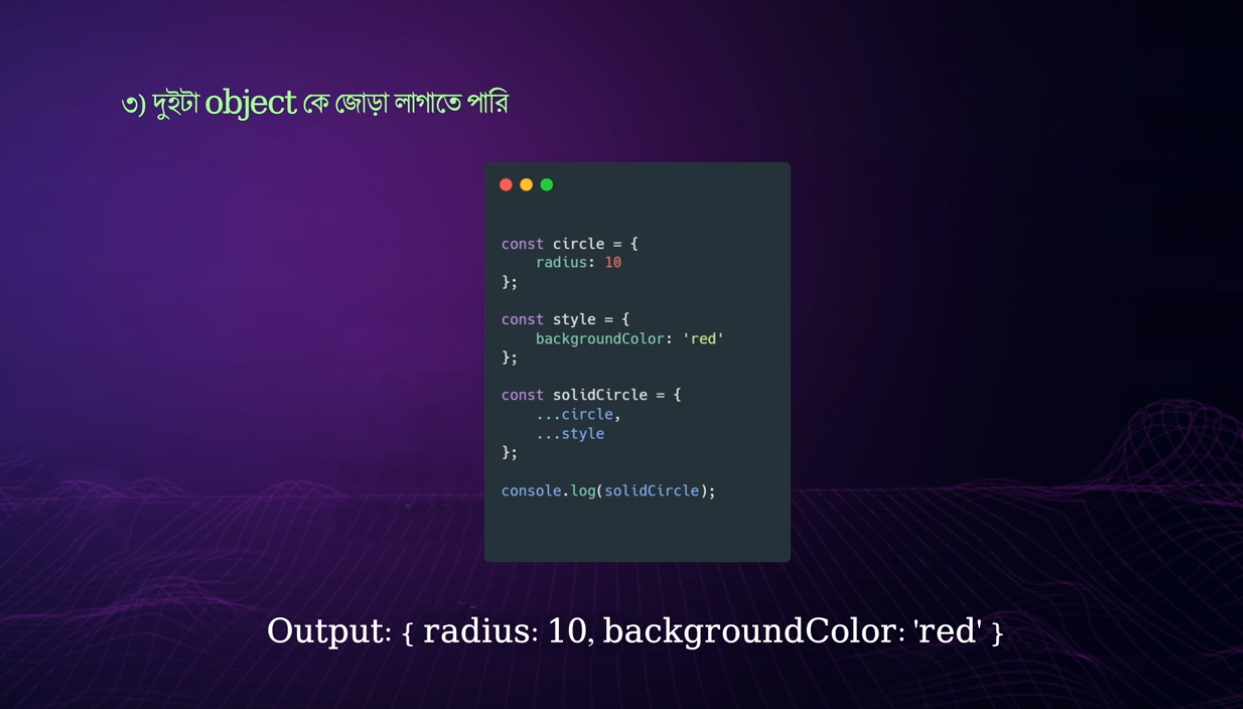 ৩) দুইটা object কে জোড়া লাগাতে পারি
const circle = {
    radius: 10
};
const style = {
    backgroundColor: 'red'
};
const solidCircle = {
    ...circle,
    ...style
};
console.log(solidCircle);
Output: { radius: 10, backgroundColor: 'red' }